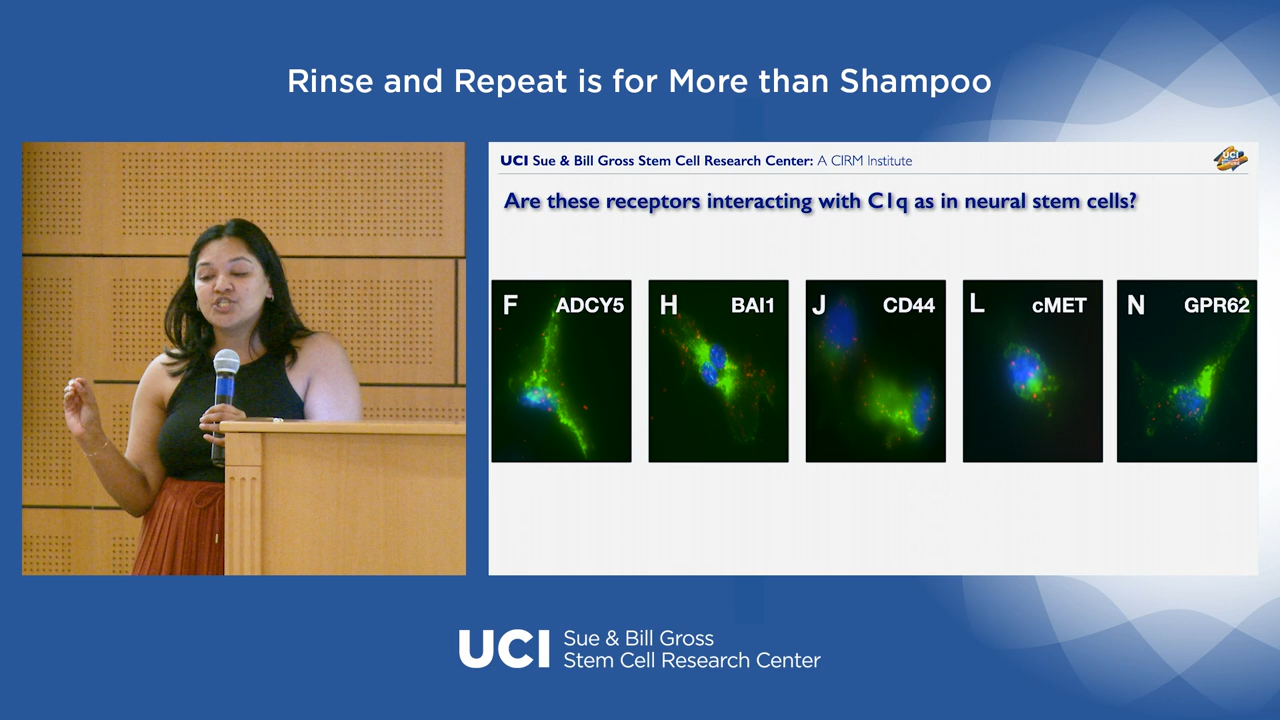 Rinse and Repeat is for More than Shampoo
UCI Sue & Bill Gross Stem Cell Research Center: A CIRM Institute
UCI
Are these receptors interacting with C1q as in neural stem cells?
F ADCY5
H BAI1
J CD44
L cMET
N GPR62
UCI Sue & Bill Gross
Stem Cell Research Center